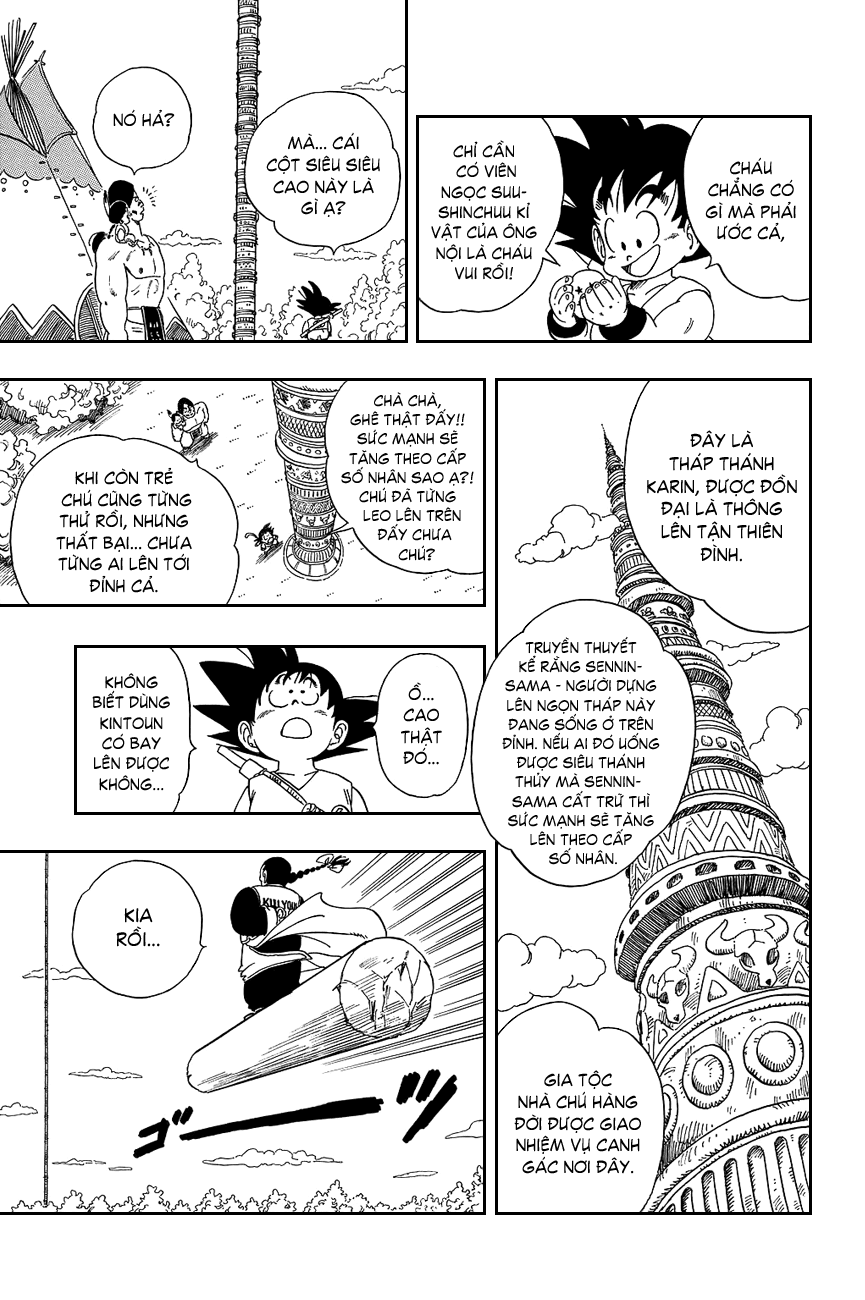 CHÁU
CHẲNG CÓ
GÌ MÀ PHẢI
ƯỚC CẢ,
CHỈ CẦN
CÓ VIÊN
NGỌC SUU-
SHINCHUU KỈ
VẬT CỦA ÔNG
NỘI LÀ CHÁU
VUI RỒI!
MÀ... CÁI
CỘT SIÊU SIÊU
CAO NÀY LÀ
GÌ Ạ?
NÓ HẢ?
ĐÂY LÀ
THÁP THÁNH
KARIN, ĐƯỢC ĐỒN
ĐẠI LÀ THÔNG
LÊN TẬN THIÊN
ĐÌNH.
TRUYỀN THUYẾT
KỂ RẰNG SENNIN-
SAMA - NGƯỜI DỰNG
LÊN NGỌN THÁP NÀY
ĐANG SỐNG Ở TRÊN
ĐỈNH. NẾU AI ĐÓ UỐNG
ĐƯỢC SIÊU THÁNH
THỦY MÀ SENNIN-
SAMA CẤT TRỮ THÌ
SỨC MẠNH SẼ TĂNG
LÊN THEO CẤP
SỐ NHÂN.
GIA TỘC
NHÀ CHÚ HÀNG
ĐỜI ĐƯỢC GIAO
NHIỆM VỤ CANH
GÁC NƠI ĐÂY.
CHÀ CHÀ,
GHÊ THẬT ĐẤY!!
SỨC MẠNH SẼ
TĂNG THEO CẤP
SỐ NHÂN SAO Ạ?!
CHÚ ĐÃ TỪNG
LEO LÊN TRÊN
ĐẤY CHƯA
CHÚ?
KHI CÒN TRẺ
CHÚ CŨNG TỪNG
THỬ RỒI, NHƯNG
THẤT BẠI... CHƯA
TỪNG AI LÊN TỚI
ĐỈNH CẢ.
Ồ...
CAO
THẬT
ĐÓ...
KHÔNG
BIẾT DÙNG
KINTOUN
CÓ BAY
LÊN ĐƯỢC
KHÔNG...
KIA
RỒI...
ゴーッ